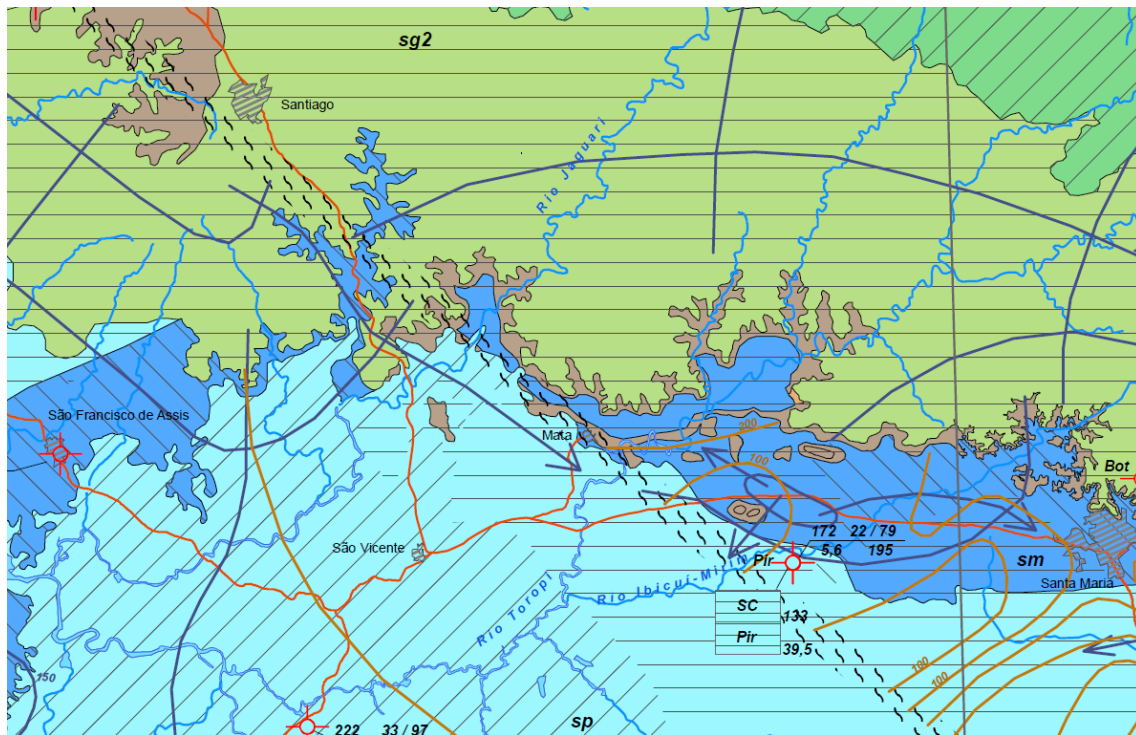 sg2
Santiago
Rio Jaguari
São Francisco de Assis
Mata
200
100
Bot
São Vicente
172 22 / 79
5,6 195
Pir
sm
Santa Maria
Rio Ibicuí-Mirim
Rio Toropi
SC
133
Pir
39,5
100
100
150
sp
222 33 / 97